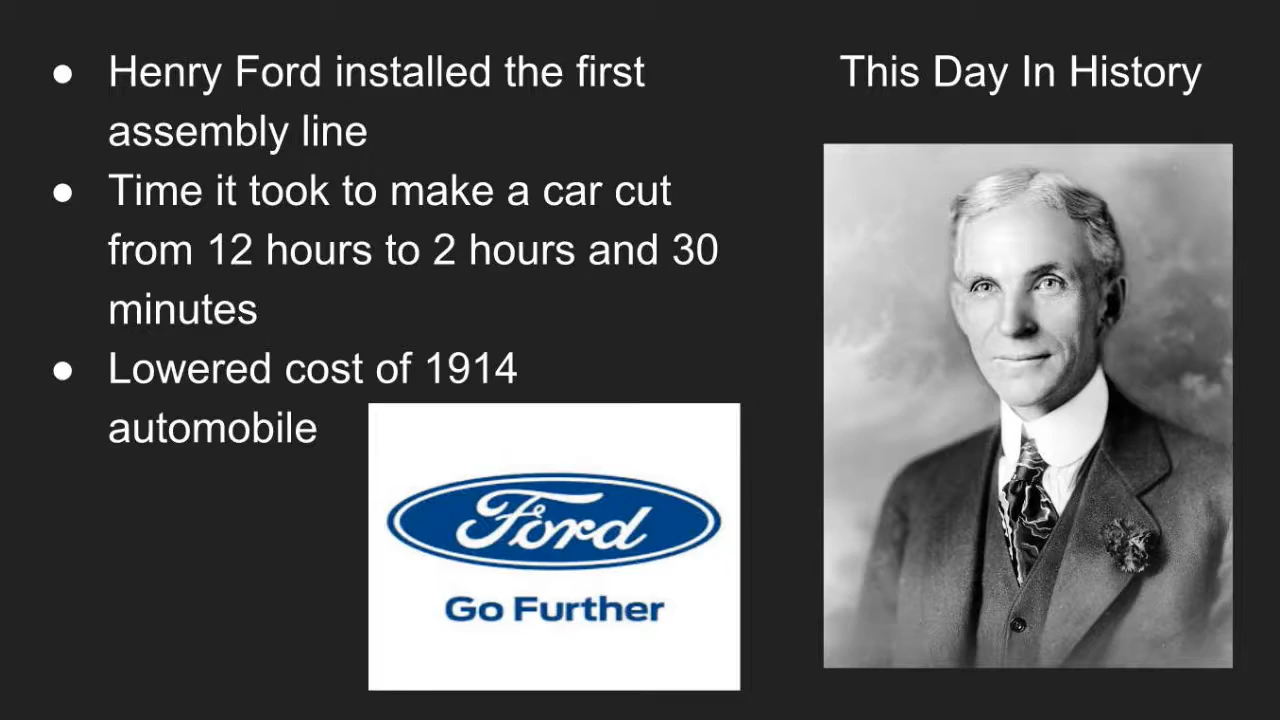 ● Henry Ford installed the first
assembly line
● Time it took to make a car cut
from 12 hours to 2 hours and 30
minutes
● Lowered cost of 1914
automobile
This Day In History
Ford
Go Further